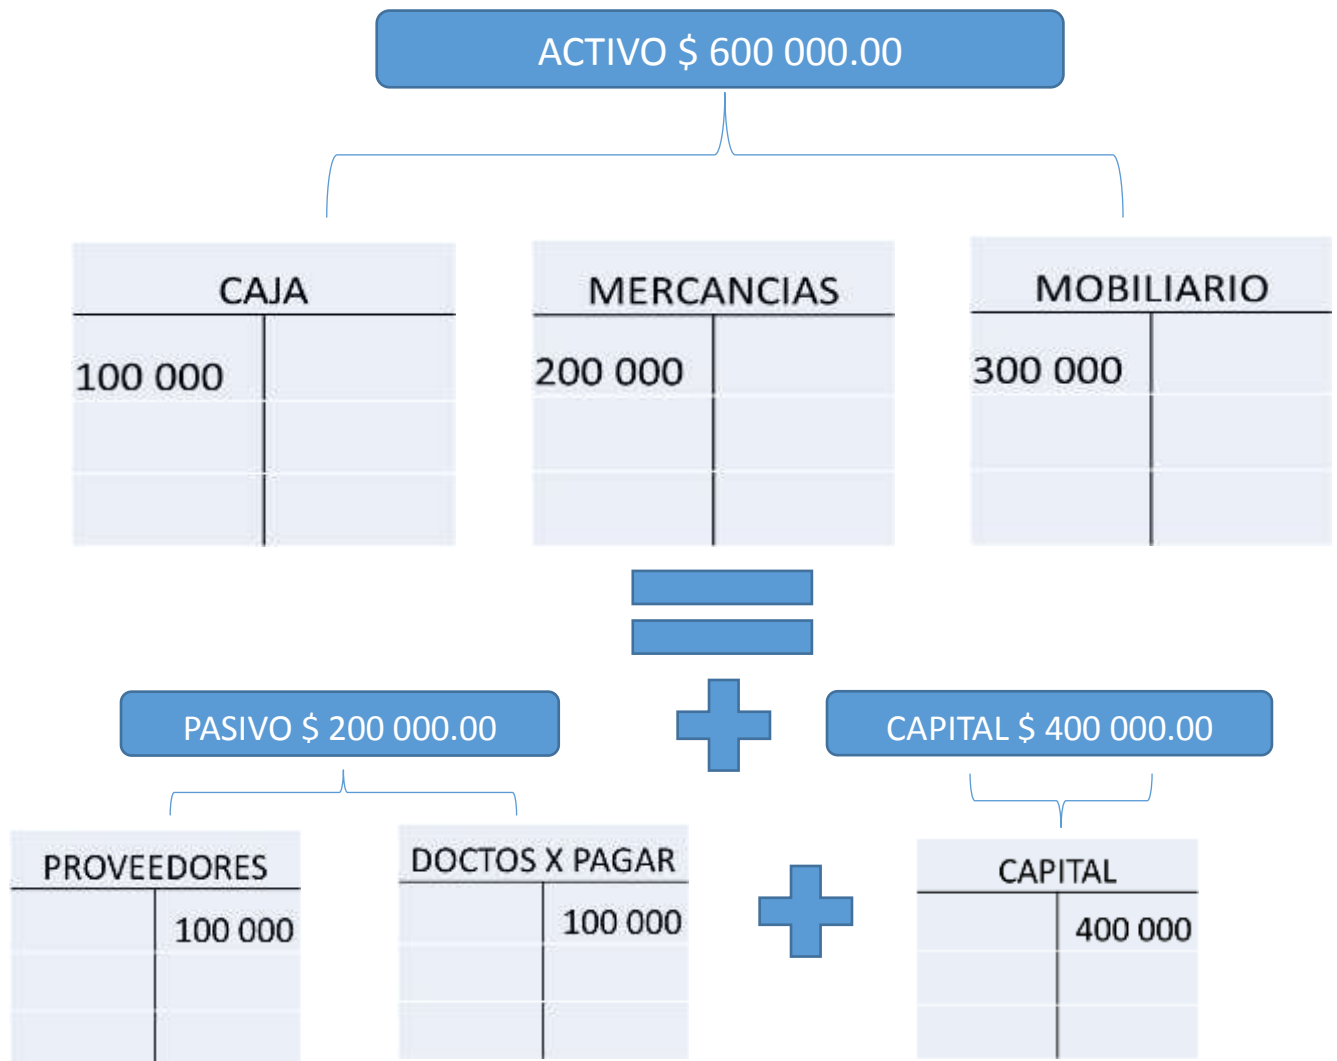 ACTIVO $ 600 000.00
CAJA
100 000
MERCANCIAS
200 000
MOBILIARIO
300 000
PASIVO $ 200 000.00
CAPITAL $ 400 000.00
PROVEEDORES
100 000
DOCTOS X PAGAR
100 000
CAPITAL
400 000